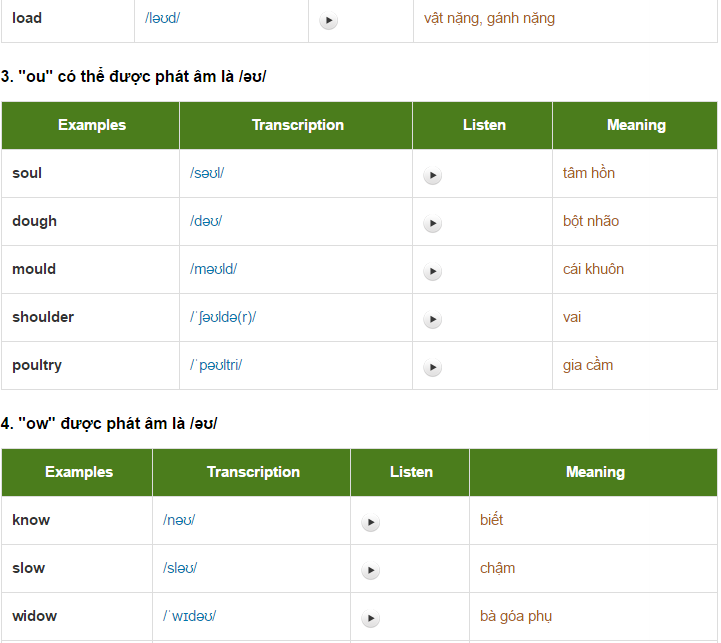 load /ləʊd/ vật nặng, gánh nặng
3. "ou" có thể được phát âm là /əʊ/
Examples Transcription Listen Meaning
soul /səʊl/ tâm hồn
dough /dəʊ/ bột nhão
mould /məʊld/ cái khuôn
shoulder /ˈʃəʊldə(r)/ vai
poultry /ˈpəʊltri/ gia cầm
4. "ow" được phát âm là /əʊ/
Examples Transcription Listen Meaning
know /nəʊ/ biết
slow /sləʊ/ chậm
widow /ˈwɪdəʊ/ bà góa phụ